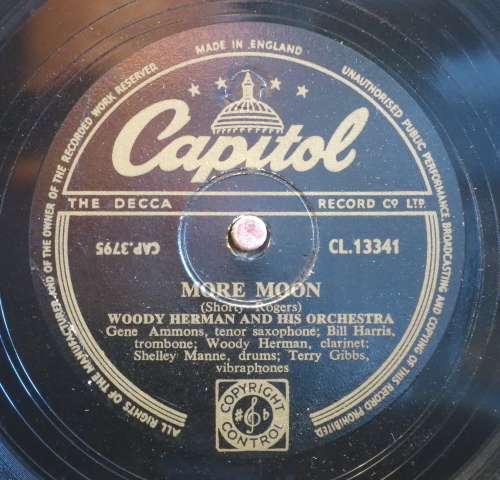 MADE IN ENGLAND
ALL RIGHTS OF THE MANUFACTURER AND OF THE OWNER OF THE RECORDED WORK RESERVED
UNAUTHORISED PUBLIC PERFORMANCE, BROADCASTING AND COPYING OF THIS RECORD PROHIBITED
Capitol
THE DECCA RECORD CO LTD.
CAP.3795 CL.13341
MORE MOON
(Shorty Rogers)
WOODY HERMAN AND HIS ORCHESTRA
Gene Ammons, tenor saxophone; Bill Harris,
trombone; Woody Herman, clarinet;
Shelley Manne, drums; Terry Gibbs,
vibraphones
COPYRIGHT
CONTROL